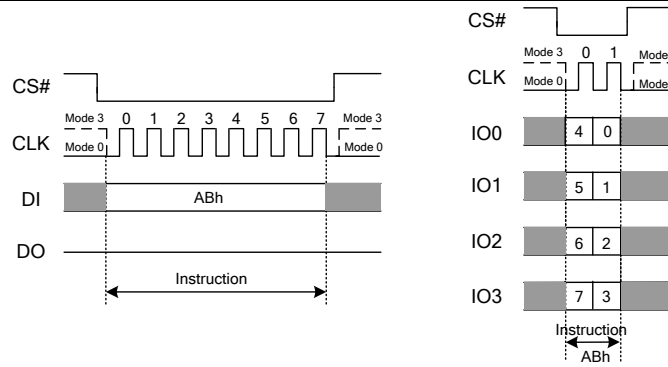 CS#
Mode 3 0 1 2 3 4 5 6 7 Mode 3
CLK
Mode 0 Mode 0
DI ABh
DO
Instruction
CS#
Mode 3 0 1 Mode
CLK
Mode 0 Mode
IO0 4 0
IO1 5 1
IO2 6 2
IO3 7 3
Instruction
ABh